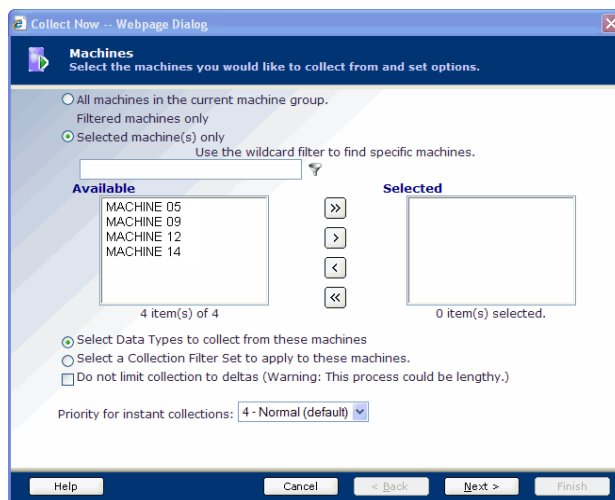 Collect Now -- Webpage Dialog
Machines
Select the machines you would like to collect from and set options.
All machines in the current machine group.
Filtered machines only
Selected machine(s) only
Use the wildcard filter to find specific machines.
Available
Selected
MACHINE 05
MACHINE 09
MACHINE 12
MACHINE 14
>>
>
<
<<
4 item(s) of 4
0 item(s) selected.
Select Data Types to collect from these machines
Select a Collection Filter Set to apply to these machines.
Do not limit collection to deltas (Warning: This process could be lengthy.)
Priority for instant collections: 4 - Normal (default)
Help
Cancel
< Back
Next >
Finish